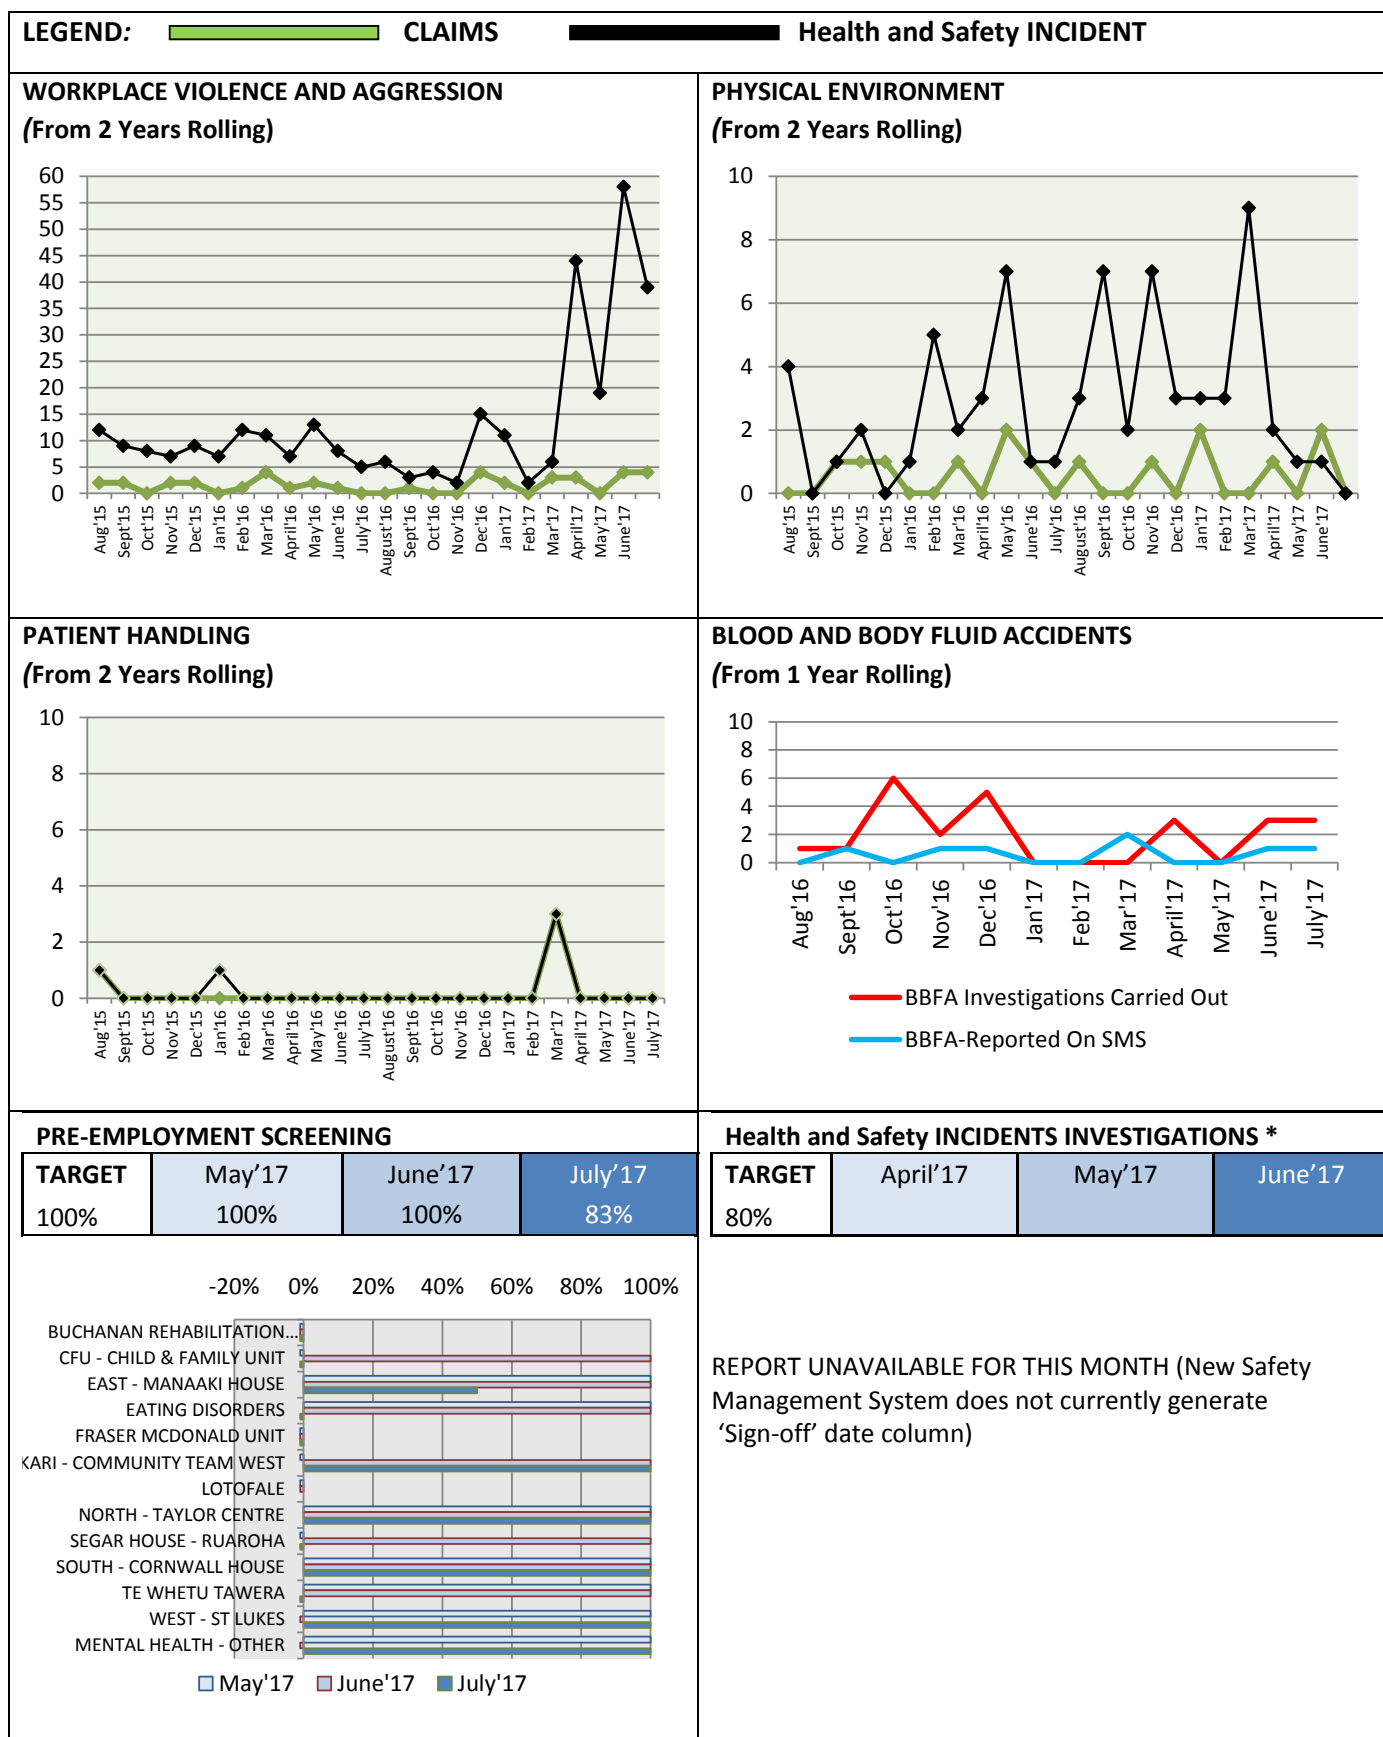 LEGEND: CLAIMS Health and Safety INCIDENT
WORKPLACE VIOLENCE AND AGGRESSION
(From 2 Years Rolling)
60
55
50
45
40
35
30
25
20
15
10
5
0
Aug'15 Sept'15 Oct'15 Nov'15 Dec'15 Jan'16 Feb'16 Mar'16 April'16 May'16 June'16 July'16 August'16 Sept'16 Oct'16 Nov'16 Dec'16 Jan'17 Feb'17 Mar'17 April'17 May'17 June'17
PHYSICAL ENVIRONMENT
(From 2 Years Rolling)
10
8
6
4
2
0
Aug'15 Sept'15 Oct'15 Nov'15 Dec'15 Jan'16 Feb'16 Mar'16 April'16 May'16 June'16 July'16 August'16 Sept'16 Oct'16 Nov'16 Dec'16 Jan'17 Feb'17 Mar'17 April'17 May'17 June'17
PATIENT HANDLING
(From 2 Years Rolling)
10
8
6
4
2
0
Aug'15 Sept'15 Oct'15 Nov'15 Dec'15 Jan'16 Feb'16 Mar'16 April'16 May'16 June'16 July'16 August'16 Sept'16 Oct'16 Nov'16 Dec'16 Jan'17 Feb'17 Mar'17 April'17 May'17 June'17 July'17
BLOOD AND BODY FLUID ACCIDENTS
(From 1 Year Rolling)
10
8
6
4
2
0
Aug'16 Sept'16 Oct'16 Nov'16 Dec'16 Jan'17 Feb'17 Mar'17 April'17 May'17 June'17 July'17
BBFA Investigations Carried Out
BBFA-Reported On SMS
PRE-EMPLOYMENT SCREENING
TARGET May’17 June’17 July’17
100% 100% 100% 83%
-20% 0% 20% 40% 60% 80% 100%
BUCHANAN REHABILITATION...
CFU - CHILD & FAMILY UNIT
EAST - MANAAKI HOUSE
EATING DISORDERS
FRASER MCDONALD UNIT
KARI - COMMUNITY TEAM WEST
LOTOFALE
NORTH - TAYLOR CENTRE
SEGAR HOUSE - RUAROHA
SOUTH - CORNWALL HOUSE
TE WHETU TAWERA
WEST - ST LUKES
MENTAL HEALTH - OTHER
May'17 June'17 July'17
Health and Safety INCIDENTS INVESTIGATIONS *
TARGET April’17 May’17 June’17
80%
REPORT UNAVAILABLE FOR THIS MONTH (New Safety
Management System does not currently generate
‘Sign-off’ date column)